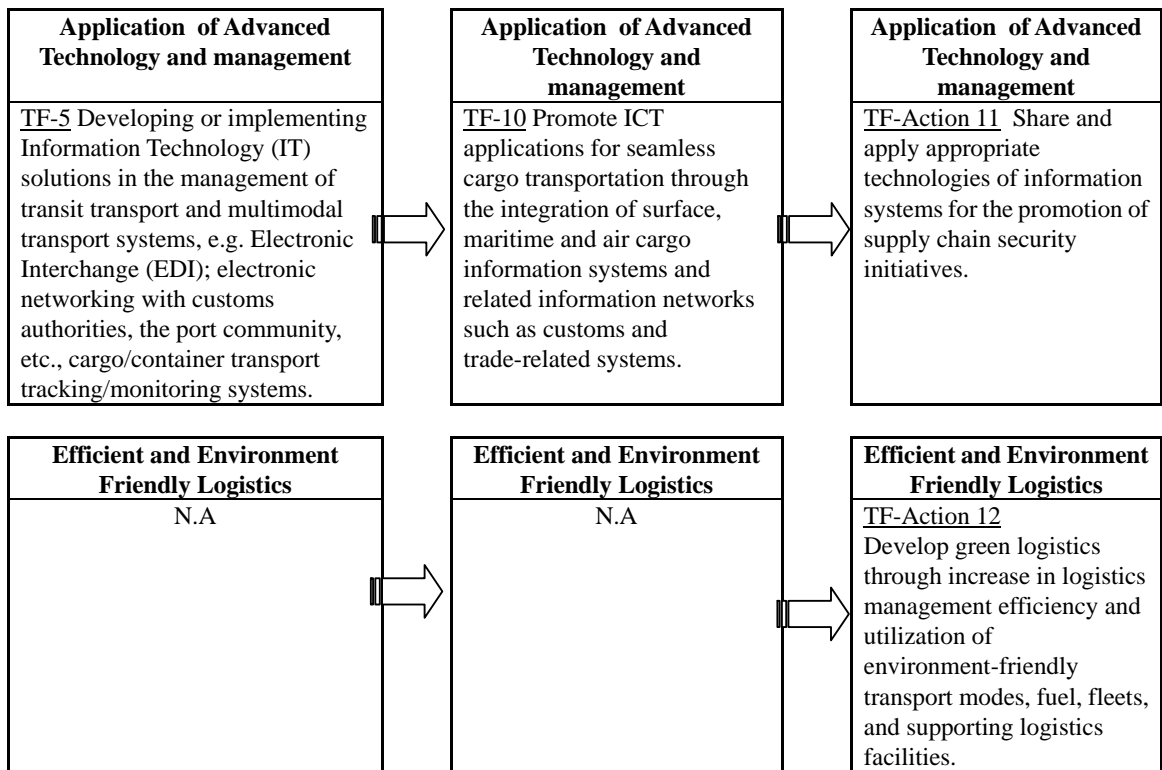 Application  of Advanced
Technology and management
TF-5 Developing or implementing
Information Technology (IT)
solutions in the management of
transit transport and multimodal
transport systems, e.g. Electronic
Interchange (EDI); electronic
networking with customs
authorities, the port community,
etc., cargo/container transport
tracking/monitoring systems.
Application of Advanced
Technology and
management
TF-10 Promote ICT
applications for seamless
cargo transportation through
the integration of surface,
maritime and air cargo
information systems and
related information networks
such as customs and
trade-related systems.
Application of Advanced
Technology and
management
TF-Action 11  Share and
apply appropriate
technologies of information
systems for the promotion of
supply chain security
initiatives.
Efficient and Environment
Friendly Logistics
N.A
Efficient and Environment
Friendly Logistics
N.A
Efficient and Environment
Friendly Logistics
TF-Action 12
Develop green logistics
through increase in logistics
management efficiency and
utilization of
environment-friendly
transport modes, fuel, fleets,
and supporting logistics
facilities.